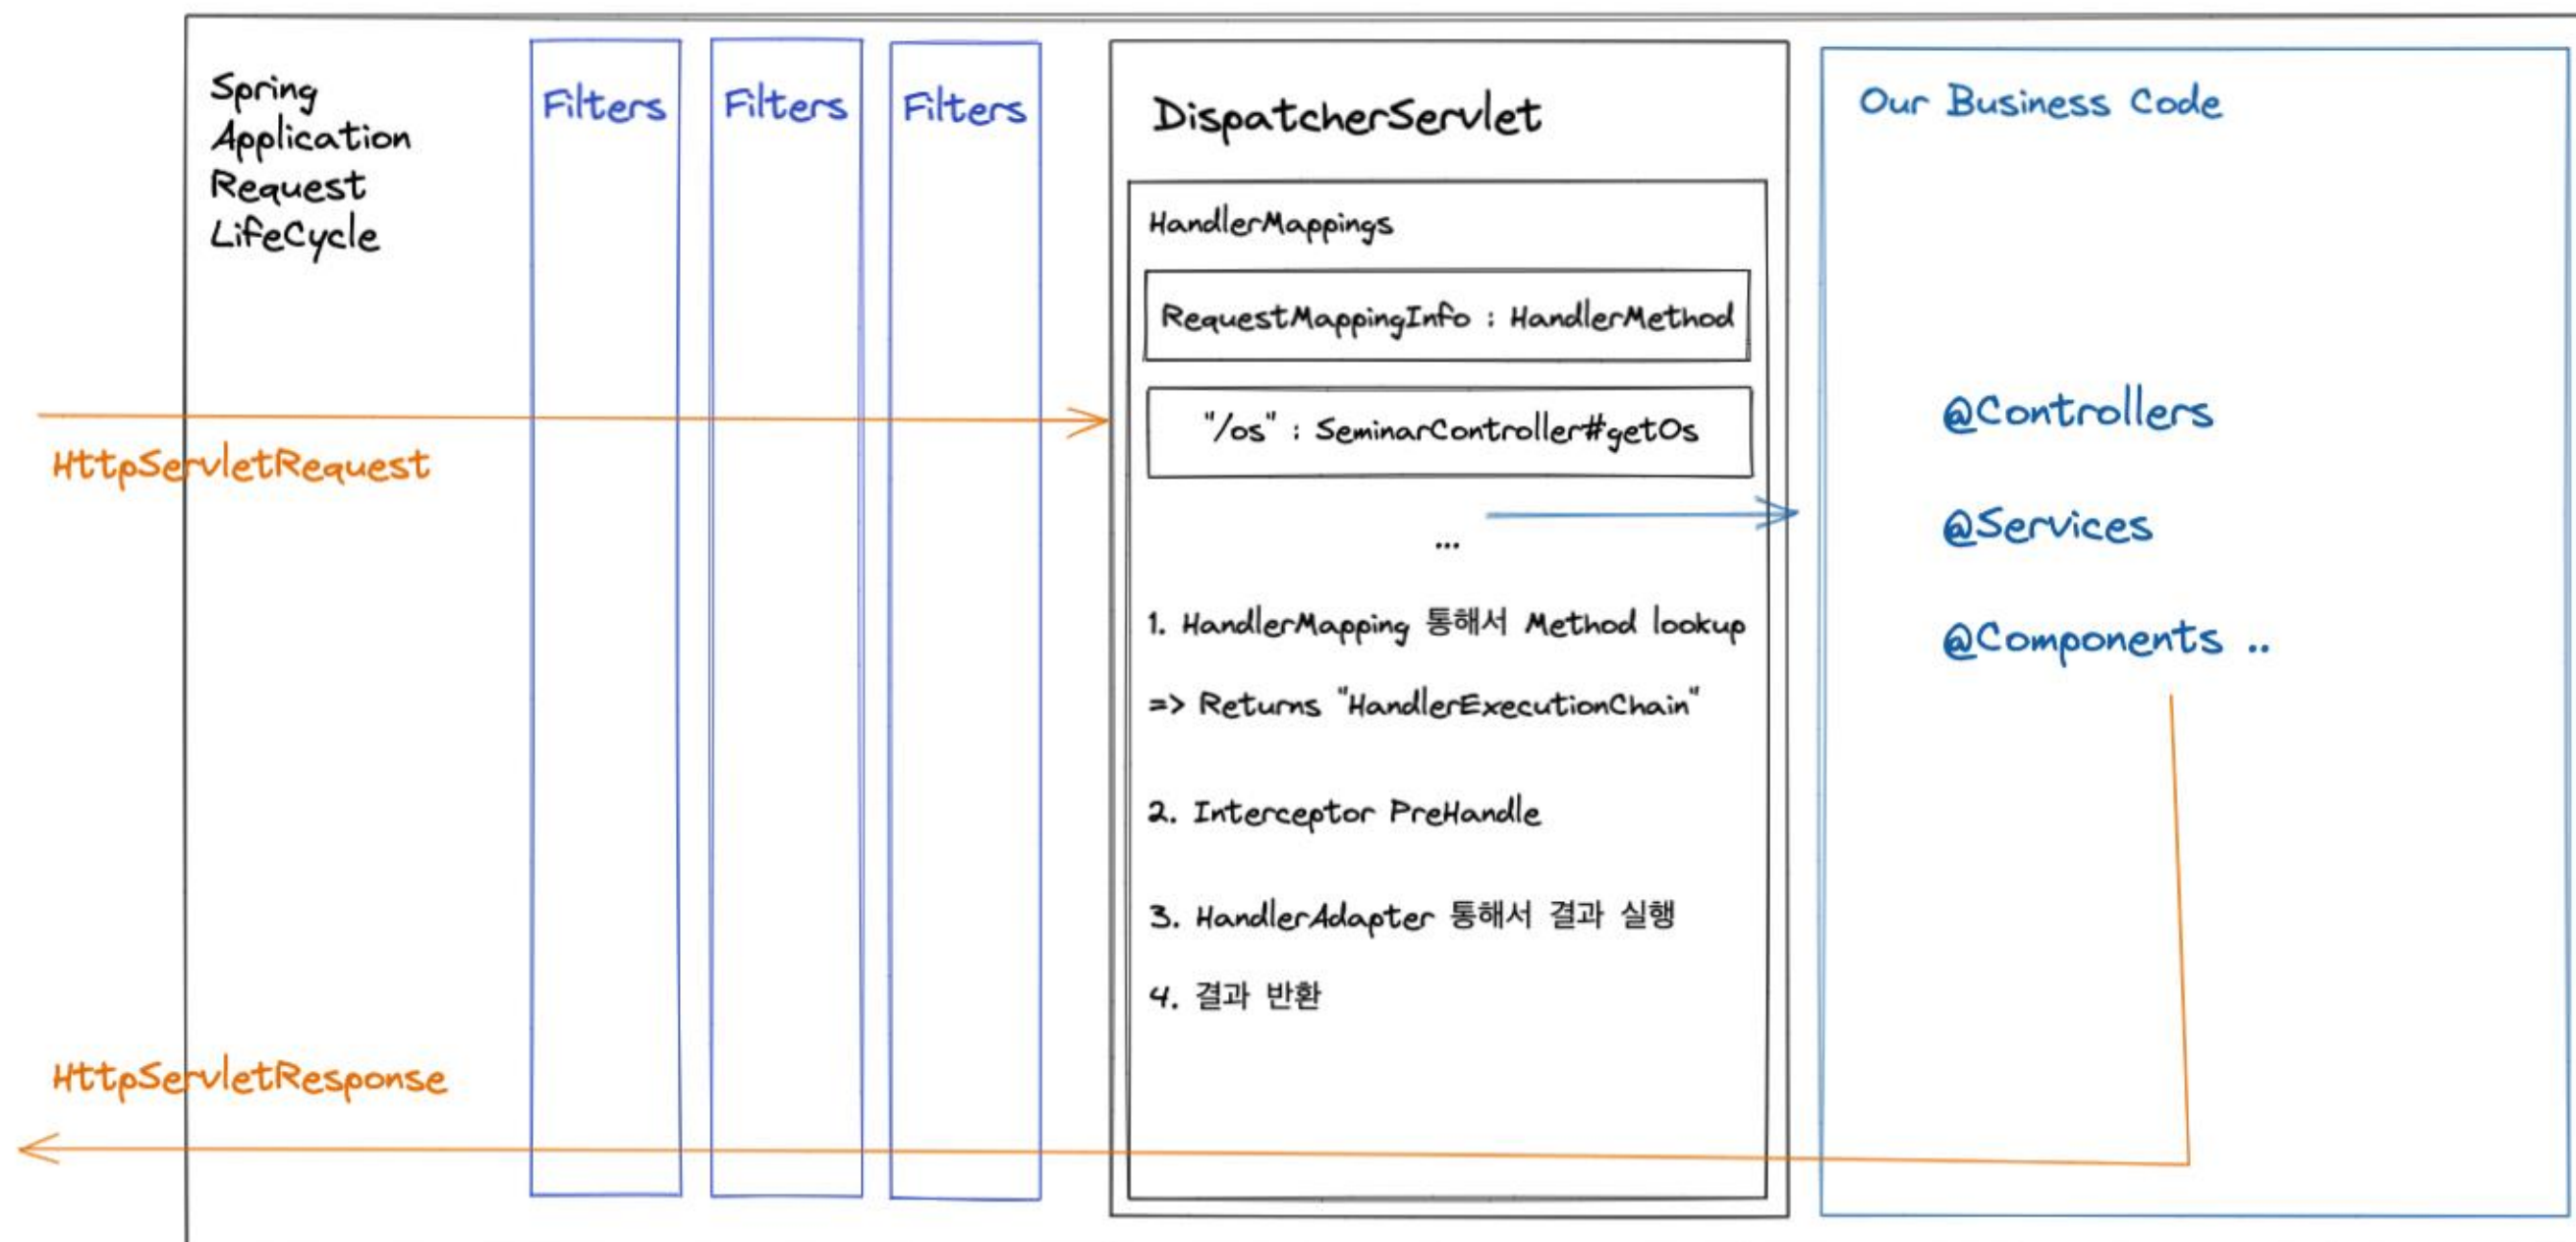 Spring
Application
Request
LifeCycle
Filters
Filters
Filters
HttpServletRequest
HttpServletResponse
DispatcherServlet
HandlerMappings
RequestMappingInfo : HandlerMethod
"/os" : SeminarController#getOs
...
1. HandlerMapping 통해서 Method lookup
=> Returns "HandlerExecutionChain"
2. Interceptor PreHandle
3. HandlerAdapter 통해서 결과 실행
4. 결과 반환
Our Business Code
@Controllers
@Services
@Components ..